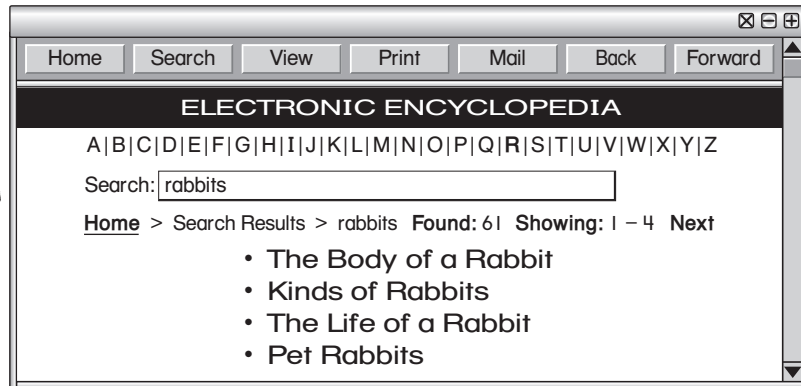 Home Search View Print Mail Back Forward
ELECTRONIC ENCYCLOPEDIA
A|B|C|D|E|F|G|H|I|J|K|L|M|N|O|P|Q|R|S|T|U|V|W|X|Y|Z
Search: rabbits
Home > Search Results > rabbits Found: 61 Showing: 1 – 4 Next
• The Body of a Rabbit
• Kinds of Rabbits
• The Life of a Rabbit
• Pet Rabbits